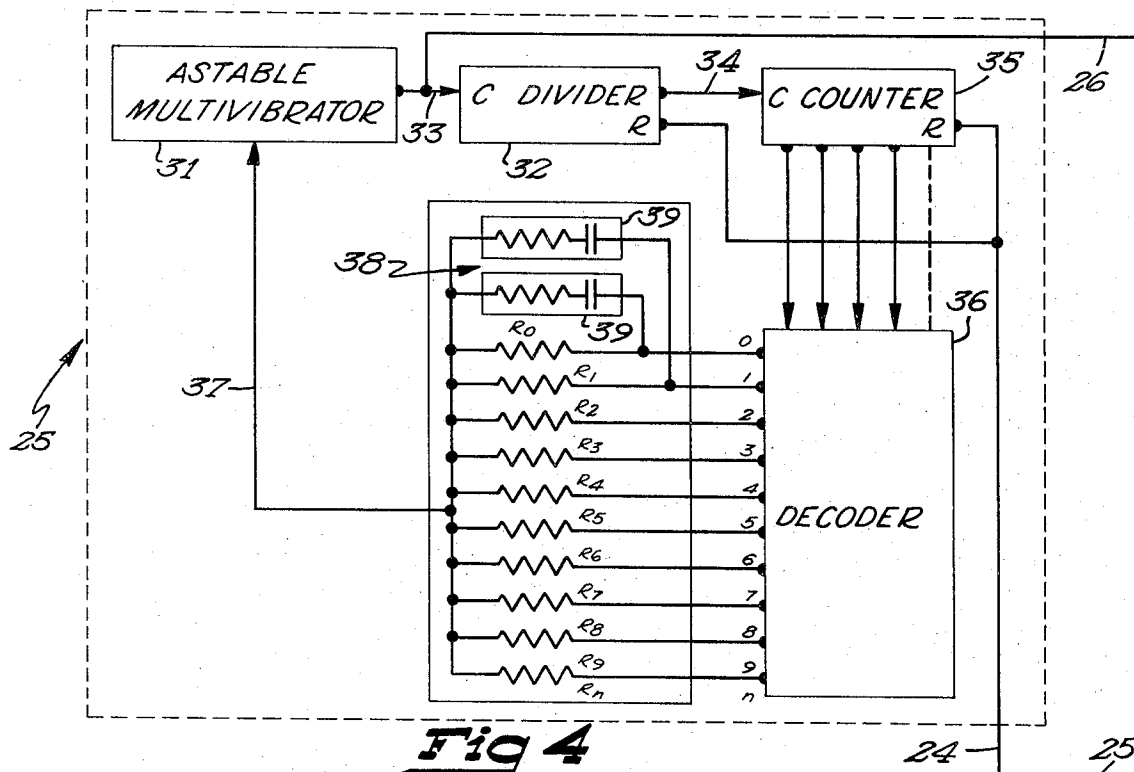 ASTABLE
MULTIVIBRATOR
31
33
C DIVIDER
R
32
34
C COUNTER
R
35
26
39
38
39
R0
R1
R2
R3
R4
R5
R6
R7
R8
R9
Rn
0
1
2
3
4
5
6
7
8
9
n
DECODER
36
37
25
Fig 4
24
25